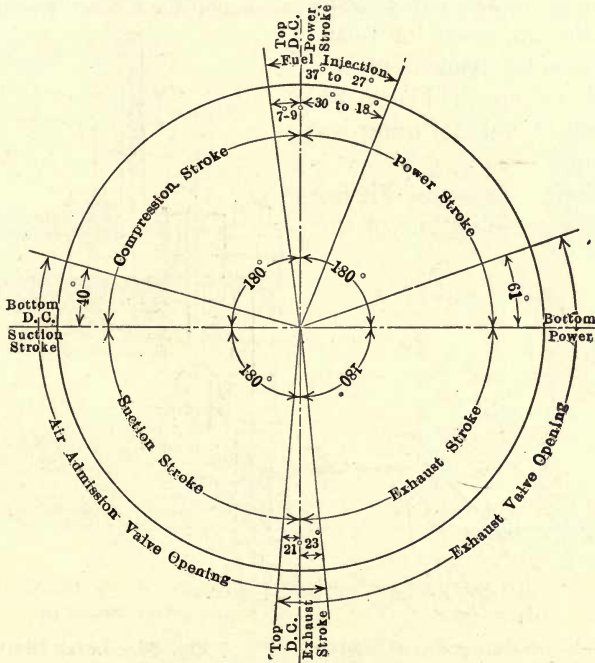 Top
D.C.
Power
Stroke
Fuel Injection
37° to 27°
7-9°
30° to 18°
Compression Stroke
Power Stroke
180°
180°
40°
61°
Bottom
D.C.
Suction
Stroke
Bottom
Power
180°
180°
Suction Stroke
Exhaust Stroke
Air Admission Valve Opening
Exhaust Valve Opening
21°
23°
Top
D.C.
Exhaust
Stroke